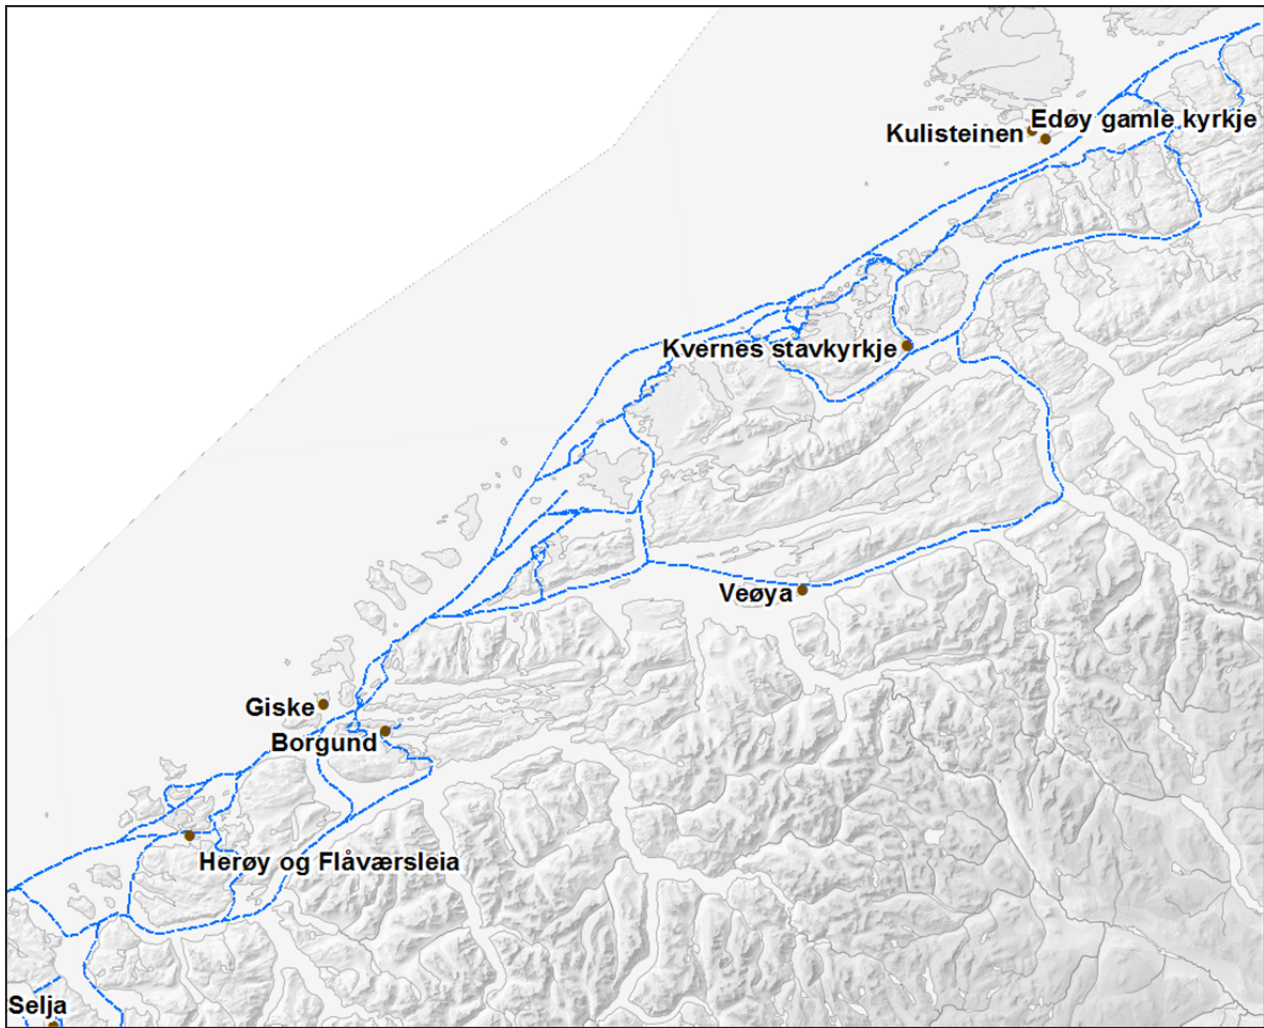 Edøy gamle kyrkje
Kulisteinen
Kvernes stavkyrkje
Veøya
Giske
Borgund
Herøy og Flåværsleia
Selja